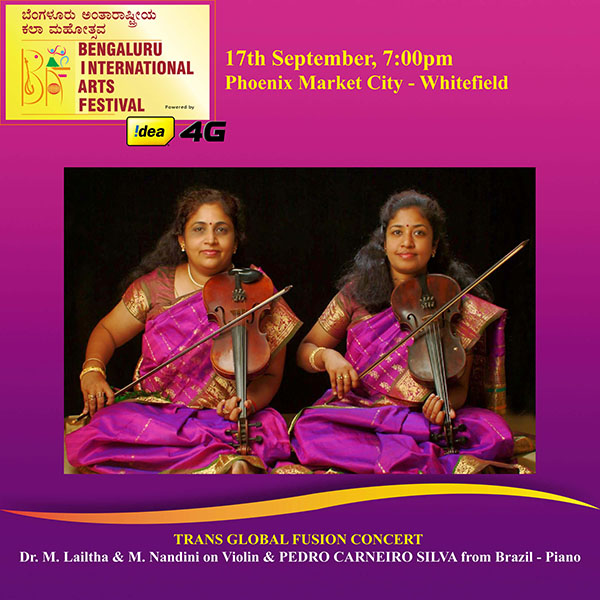 ಬೆಂಗಳೂರು ಅಂತಾರಾಷ್ಟ್ರೀಯ
ಕಲಾ ಮಹೋತ್ಸವ
BENGALURU
INTERNATIONAL
ARTS
FESTIVAL
Powered by
!dea 4G
17th September, 7:00pm
Phoenix Market City - Whitefield
TRANS GLOBAL FUSION CONCERT
Dr. M. Lailtha & M. Nandini on Violin & PEDRO CARNEIRO SILVA from Brazil - Piano